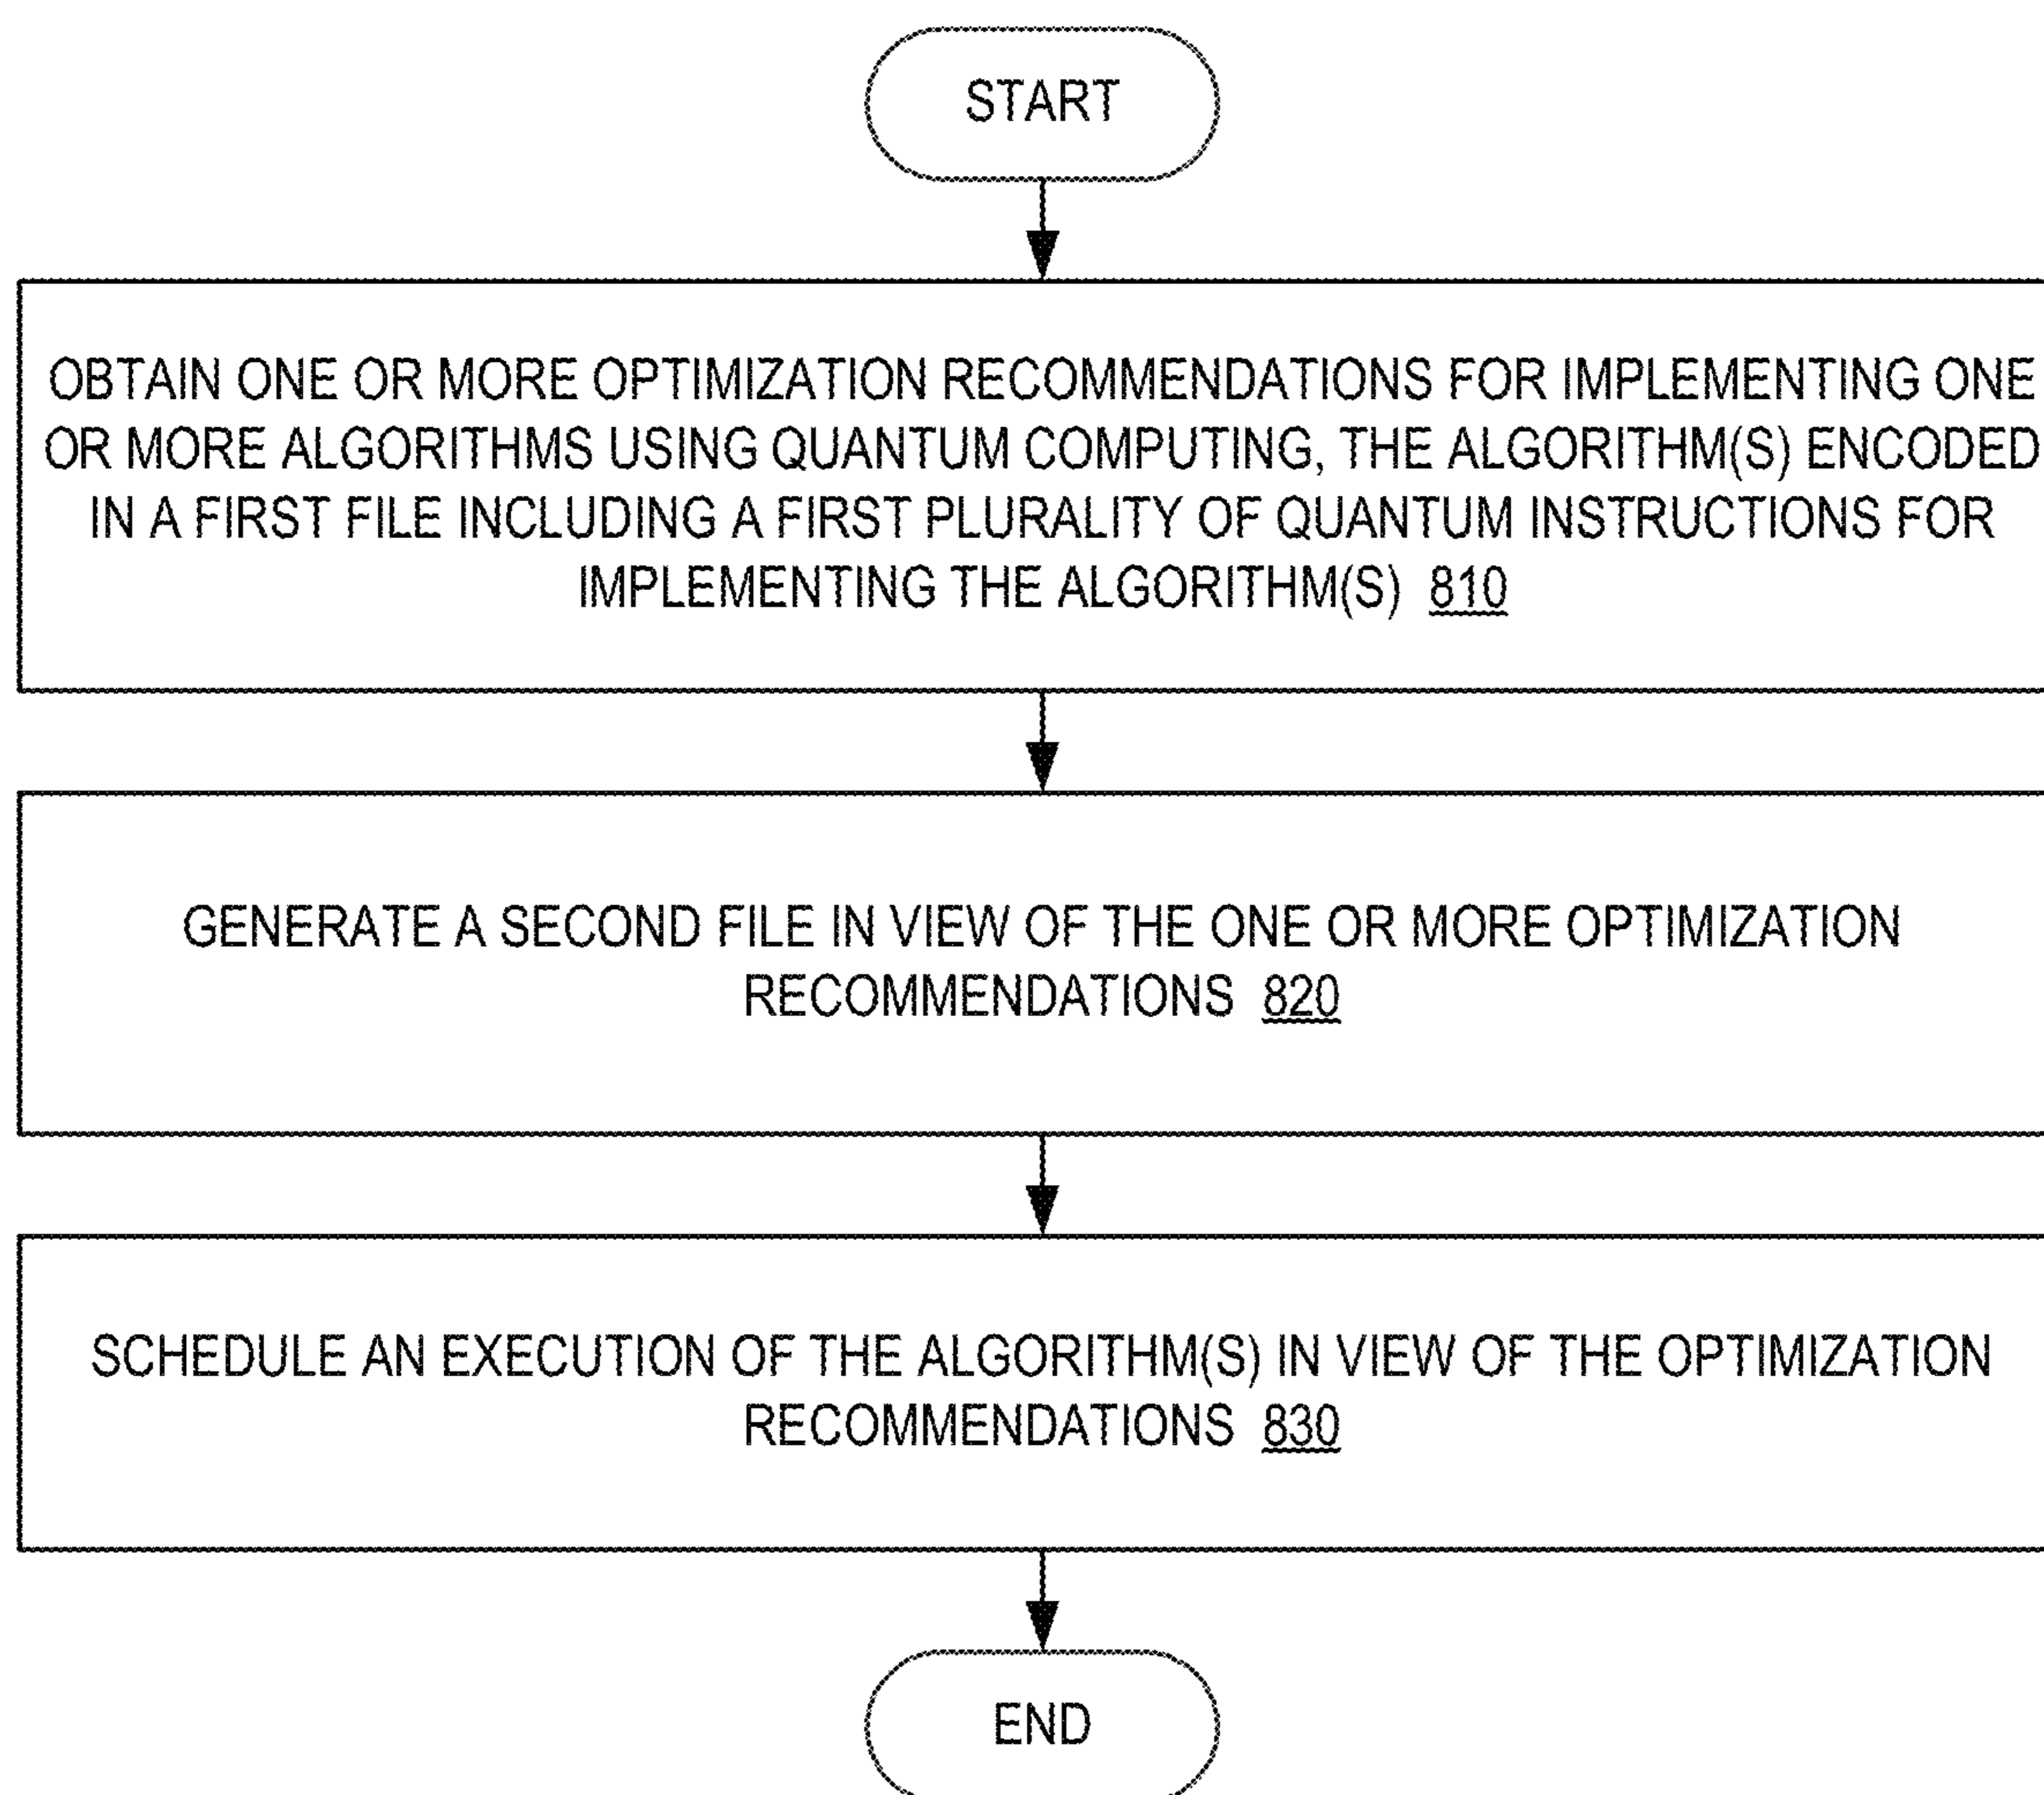 START
OBTAIN ONE OR MORE OPTIMIZATION RECOMMENDATIONS FOR IMPLEMENTING ONE
OR MORE ALGORITHMS USING QUANTUM COMPUTING, THE ALGORITHM(S) ENCODED
IN A FIRST FILE INCLUDING A FIRST PLURALITY OF QUANTUM INSTRUCTIONS FOR
IMPLEMENTING THE ALGORITHM(S) 810
GENERATE A SECOND FILE IN VIEW OF THE ONE OR MORE OPTIMIZATION
RECOMMENDATIONS 820
SCHEDULE AN EXECUTION OF THE ALGORITHM(S) IN VIEW OF THE OPTIMIZATION
RECOMMENDATIONS 830
END